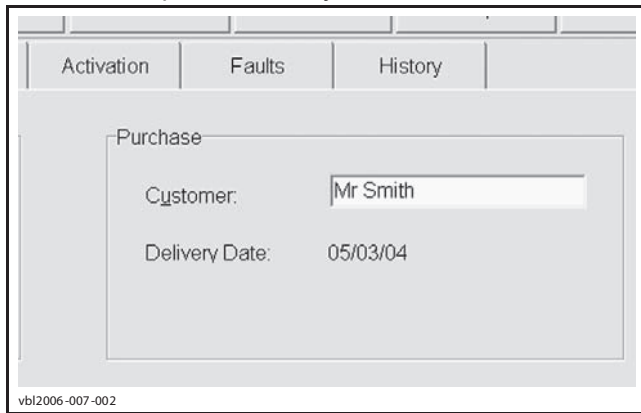 Activation Faults History
Purchase
Customer: Mr Smith
Delivery Date: 05/03/04
vbl2006-007-002